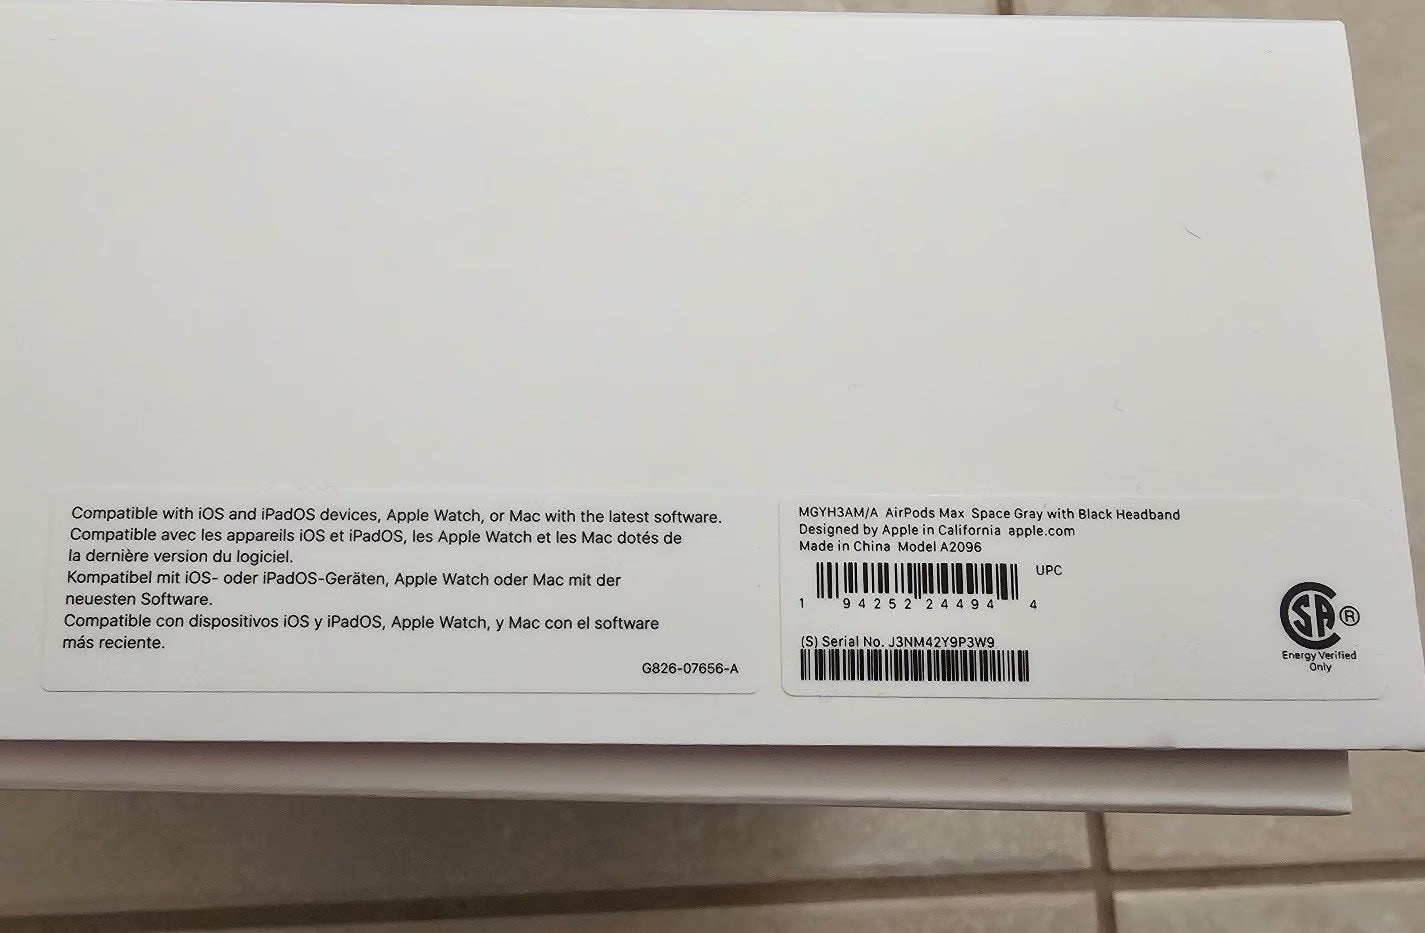 Compatible with iOS and iPadOS devices, Apple Watch, or Mac with the latest software.
Compatible avec les appareils iOS et iPadOS, les Apple Watch et les Mac dotés de
la dernière version du logiciel.
Kompatibel mit iOS- oder iPadOS-Geräten, Apple Watch oder Mac mit der
neuesten Software.
Compatible con dispositivos iOS y iPadOS, Apple Watch, y Mac con el software
más reciente.
G826-07656-A
MGYH3AM/A AirPods Max Space Gray with Black Headband
Designed by Apple in California apple.com
Made in China Model A2096
UPC
1 94252 24494 4
(S) Serial No. J3NM42Y9P3W9
SA ®
Energy Verified
Only